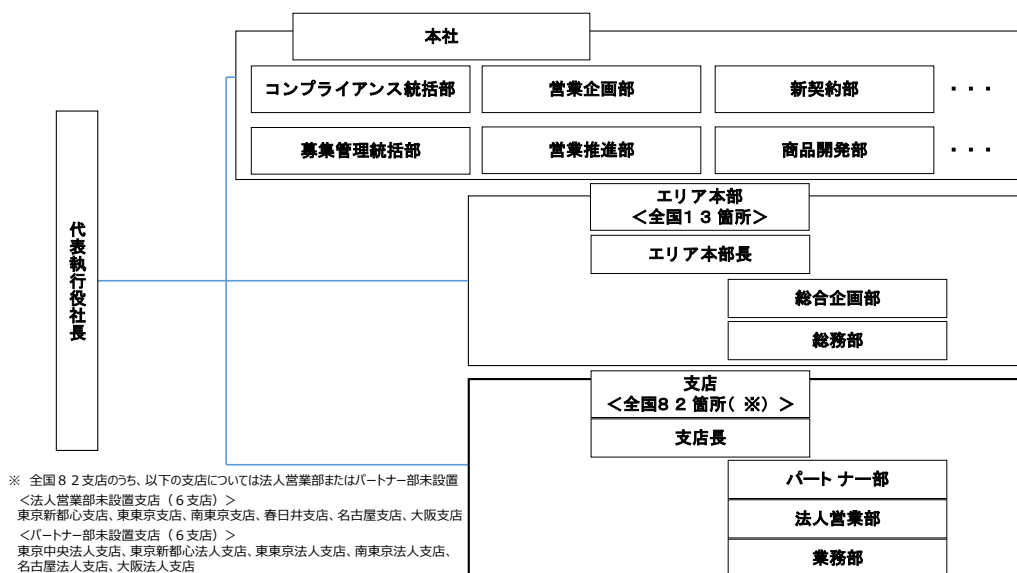 本社
コンプライアンス統括部
営業企画部
新契約部
・・・
募集管理統括部
営業推進部
商品開発部
・・・
代表執行役社長
エリア本部
＜全国１３箇所＞
エリア本部長
総合企画部
総務部
支店
＜全国８２箇所(※)＞
支店長
パートナー部
法人営業部
業務部
※ 全国８２支店のうち、以下の支店については法人営業部またはパートナー部未設置
＜法人営業部未設置支店（６支店）＞
東京新都心支店、東東京支店、南東京支店、春日井支店、名古屋支店、大阪支店
＜パートナー部未設置支店（６支店）＞
東京中央法人支店、東京新都心法人支店、東東京法人支店、南東京法人支店、
名古屋法人支店、大阪法人支店